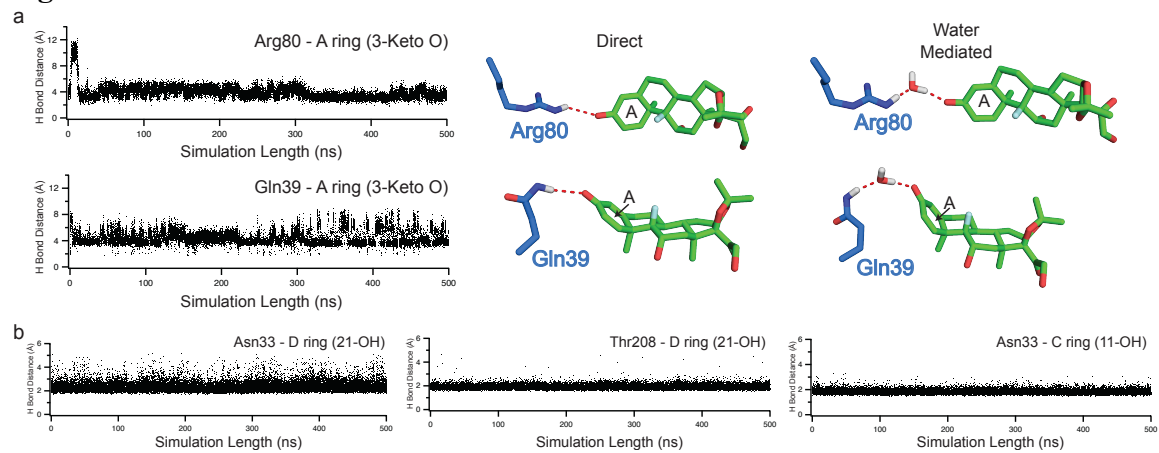 a
H Bond Distance (Å)
12
8
4
0
Arg80 - A ring (3-Keto O)
0
100
200
300
400
500
Simulation Length (ns)
Direct
Arg80
A
Water
Mediated
Arg80
A
H Bond Distance (Å)
12
8
4
0
Gln39 - A ring (3-Keto O)
0
100
200
300
400
500
Simulation Length (ns)
Gln39
A
Gln39
A
b
H Bond Distance (Å)
6
4
2
0
Asn33 - D ring (21-OH)
0
100
200
300
400
500
Simulation Length (ns)
H Bond Distance (Å)
6
4
2
0
Thr208 - D ring (21-OH)
0
100
200
300
400
500
Simulation Length (ns)
H Bond Distance (Å)
6
4
2
0
Asn33 - C ring (11-OH)
0
100
200
300
400
500
Simulation Length (ns)